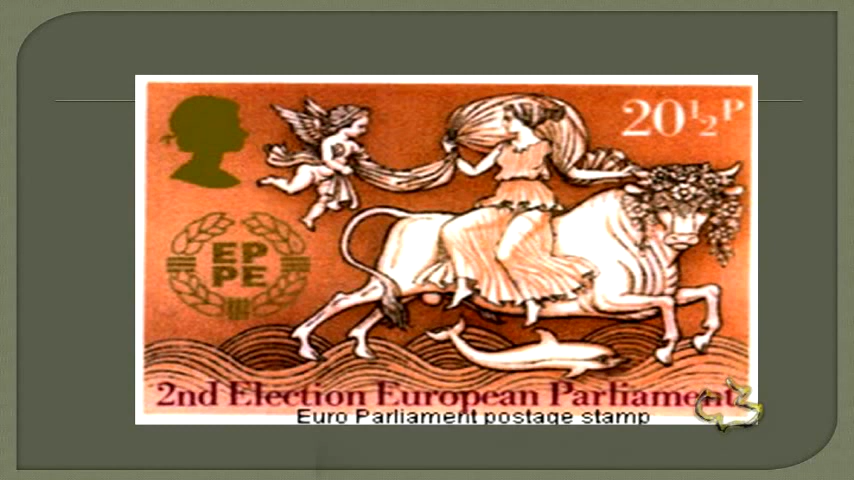 20½P
EP
PE
2nd Election European Parliament
Euro Parliament postage stamp